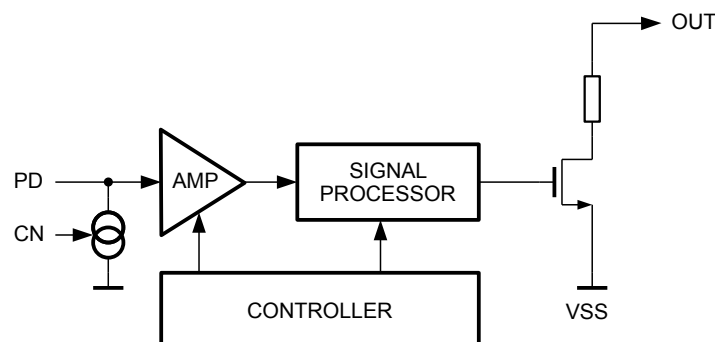 OUT
SIGNAL
PROCESSOR
AMP
PD
CN
CONTROLLER
VSS